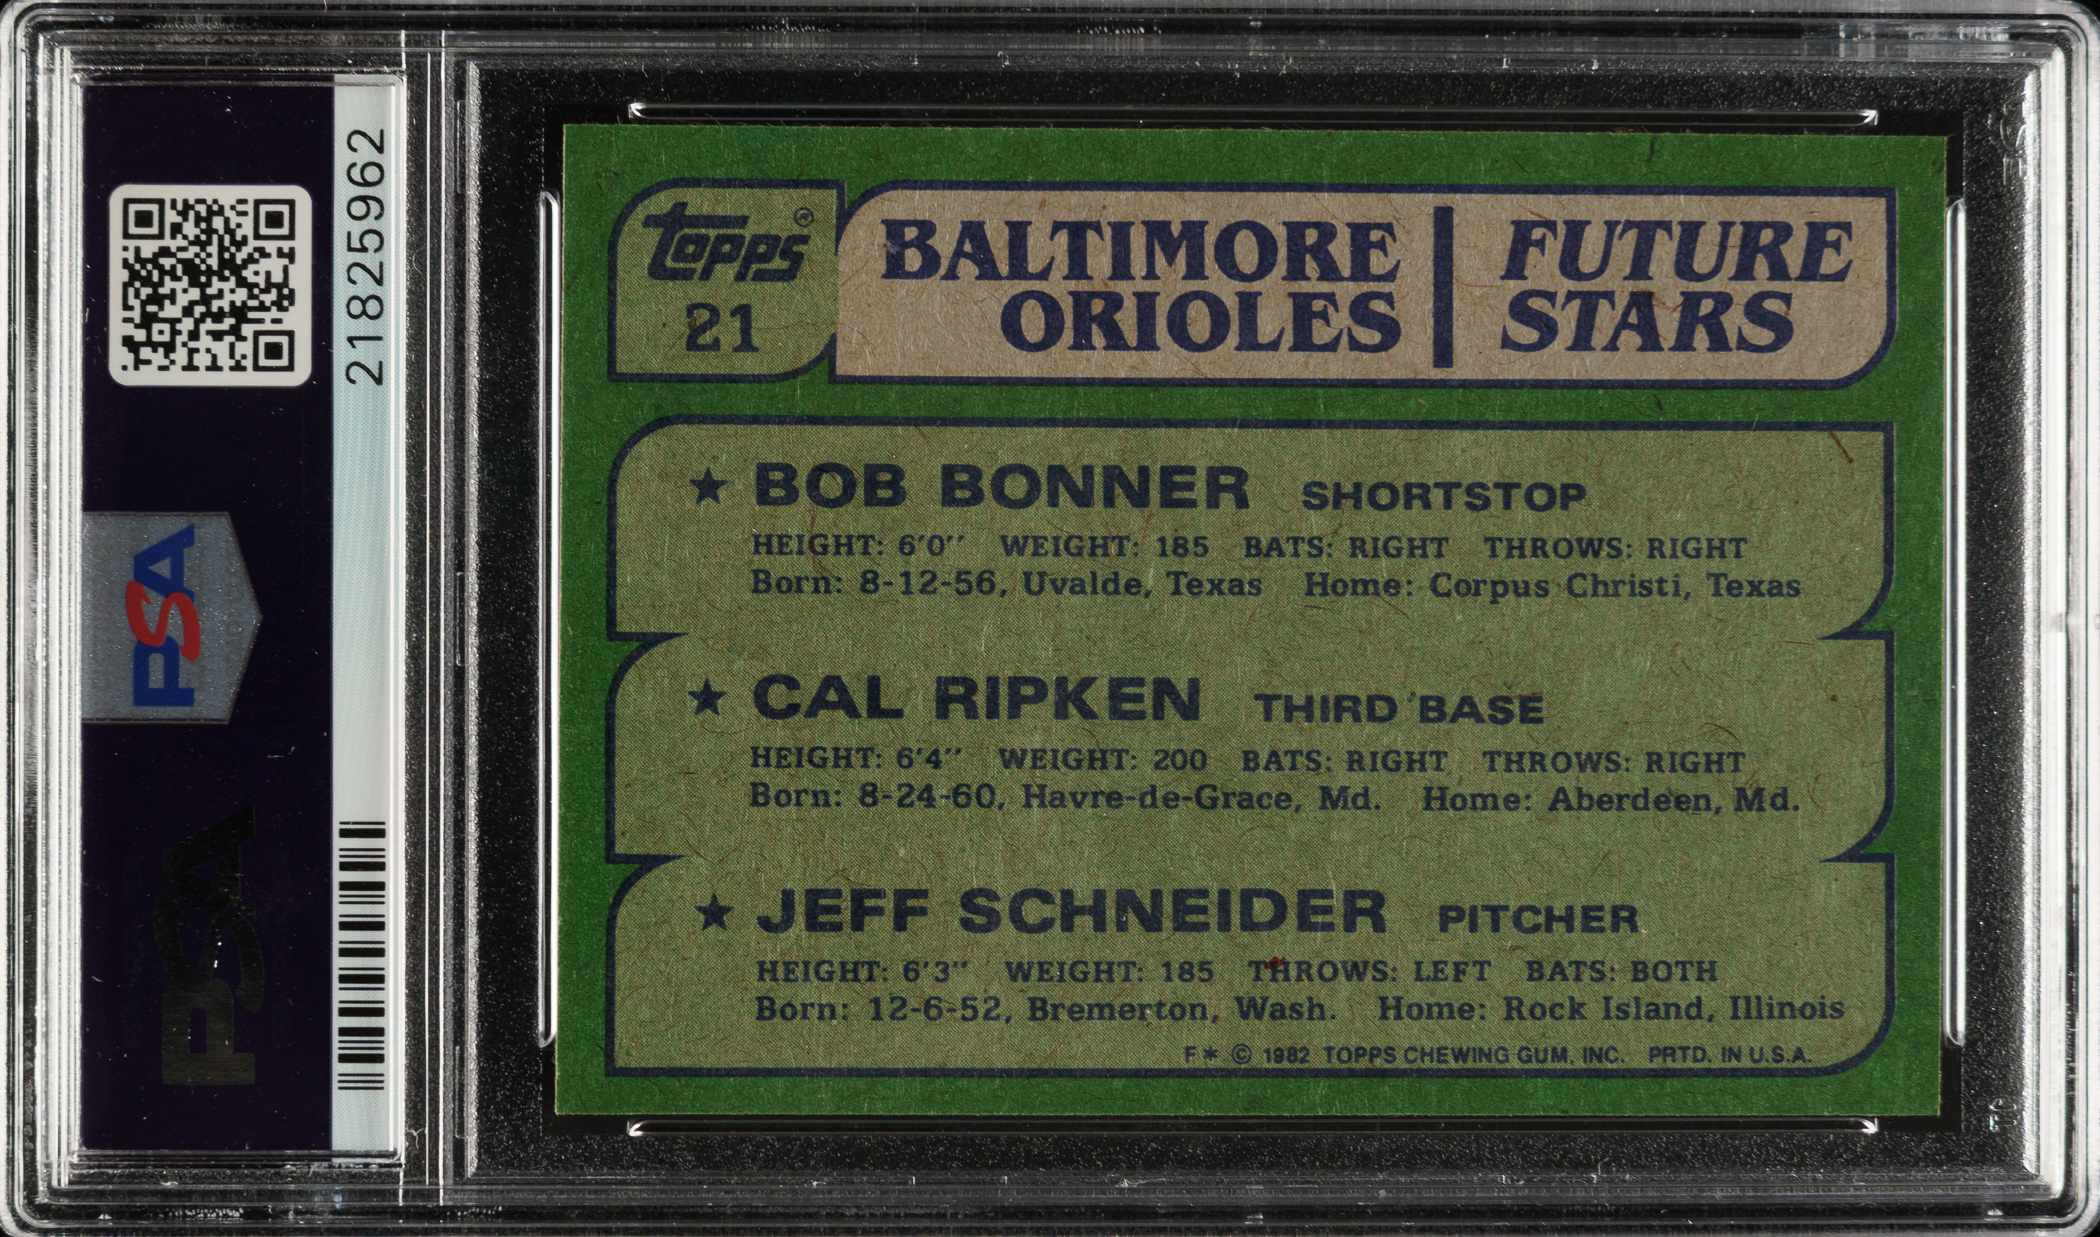 21825962
PSA
PSA
topps®
21
BALTIMORE
ORIOLES
FUTURE
STARS
★ BOB BONNER SHORTSTOP
HEIGHT: 6'0" WEIGHT: 185 BATS: RIGHT THROWS: RIGHT
Born: 8-12-56, Uvalde, Texas Home: Corpus Christi, Texas
★ CAL RIPKEN THIRD BASE
HEIGHT: 6'4" WEIGHT: 200 BATS: RIGHT THROWS: RIGHT
Born: 8-24-60, Havre-de-Grace, Md. Home: Aberdeen, Md.
★ JEFF SCHNEIDER PITCHER
HEIGHT: 6'3" WEIGHT: 185 THROWS: LEFT BATS: BOTH
Born: 12-6-52, Bremerton, Wash. Home: Rock Island, Illinois
F* © 1982 TOPPS CHEWING GUM, INC. PRTD. IN U.S.A.